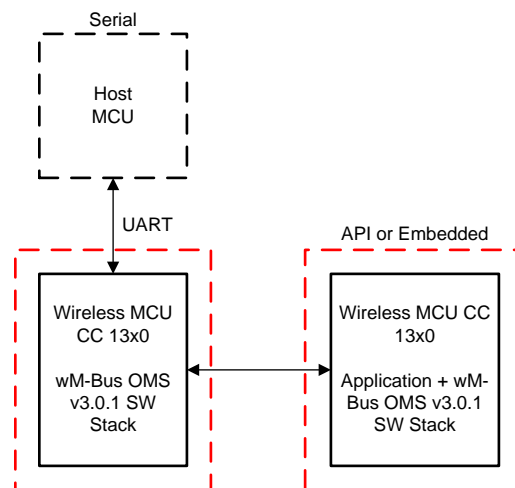 Serial
Host
MCU
UART
API or Embedded
Wireless MCU
CC 13x0
wM-Bus OMS
v3.0.1 SW
Stack
Wireless MCU CC
13x0
Application + wM-
Bus OMS v3.0.1
SW Stack